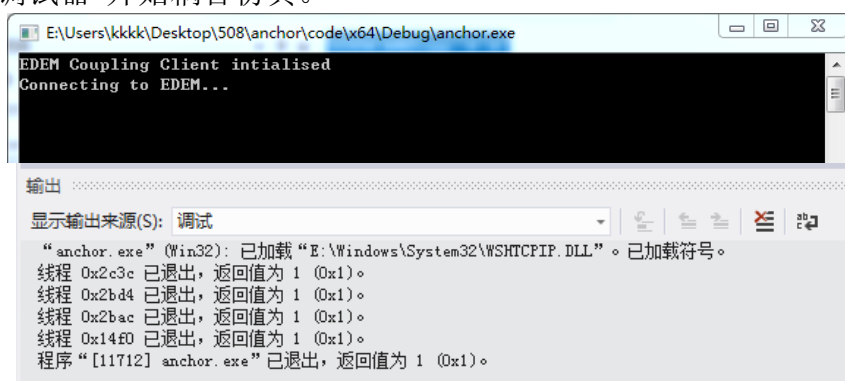 E:\Users\kkkk\Desktop\508\anchor\code\x64\Debug\anchor.exe
EDEM Coupling Client intialised
Connecting to EDEM...
输出
显示输出来源(S): 调试
“anchor.exe”(Win32): 已加载“E:\Windows\System32\WSHTCPIP.DLL”。已加载符号。
线程 0x2c3c 已退出，返回值为 1 (0x1)。
线程 0x2bd4 已退出，返回值为 1 (0x1)。
线程 0x2bac 已退出，返回值为 1 (0x1)。
线程 0x14f0 已退出，返回值为 1 (0x1)。
程序“[11712] anchor.exe”已退出，返回值为 1 (0x1)。